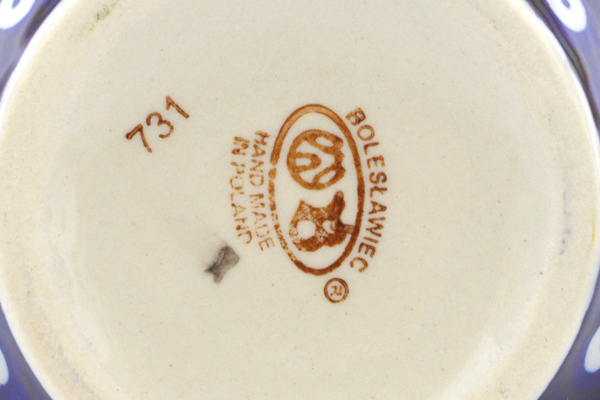 731
BOLESŁAWIEC
®
HAND MADE
IN POLAND